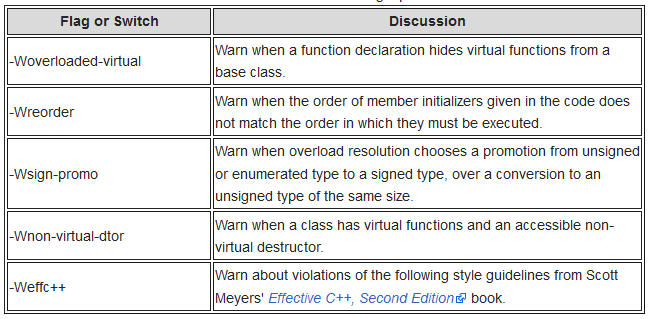 Flag or Switch
Discussion
-Woverloaded-virtual
Warn when a function declaration hides virtual functions from a
base class.
-Wreorder
Warn when the order of member initializers given in the code does
not match the order in which they must be executed.
-Wsign-promo
Warn when overload resolution chooses a promotion from unsigned
or enumerated type to a signed type, over a conversion to an
unsigned type of the same size.
-Wnon-virtual-dtor
Warn when a class has virtual functions and an accessible non-
virtual destructor.
-Weffc++
Warn about violations of the following style guidelines from Scott
Meyers' Effective C++, Second Edition book.